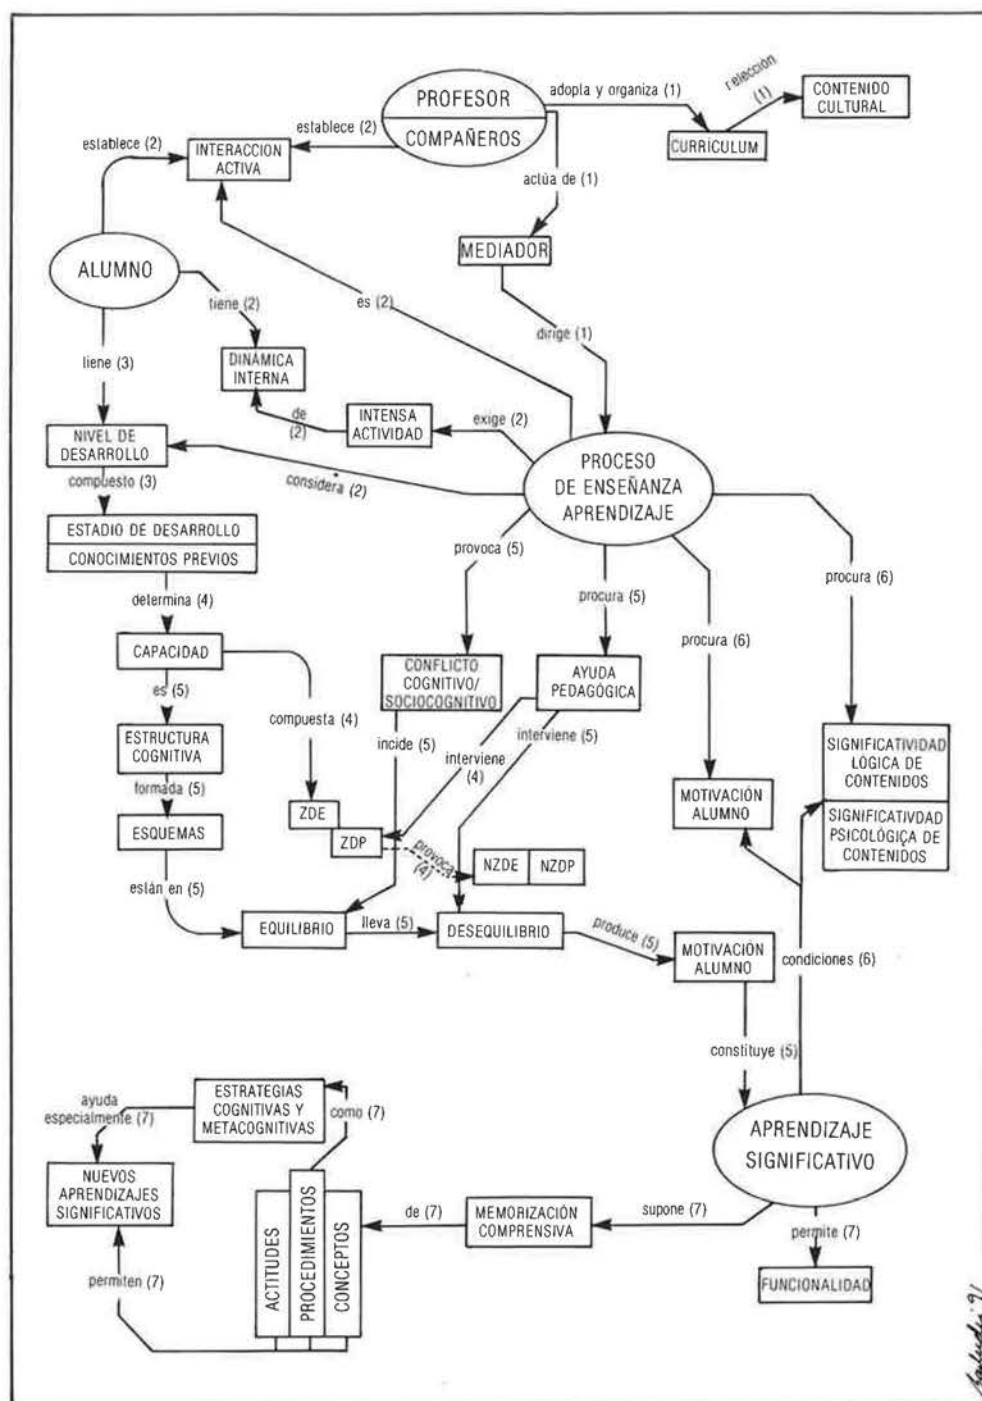 PROFESOR
COMPAÑEROS
adopla y organiza (1)
relección
(1)
CONTENIDO
CULTURAL
CURRÍCULUM
establece (2)
establece (2)
INTERACCION
ACTIVA
actúa de (1)
MEDIADOR
ALUMNO
tiene (2)
es (2)
dirige (1)
liene (3)
DINÁMICA
INTERNA
de
(2)
INTENSA
ACTIVIDAD
exige (2)
NIVEL DE
DESARROLLO
considera (2)
PROCESO
DE ENSEÑANZA
APRENDIZAJE
compuesto (3)
ESTADIO DE DESARROLLO
CONOCIMIENTOS PREVIOS
provoca (5)
procura (5)
procura (6)
procura (6)
determina (4)
CAPACIDAD
CONFLICTO
COGNITIVO/
SOCIOCOGNITIVO
AYUDA
PEDAGÓGICA
es (5)
compuesta (4)
ESTRUCTURA
COGNITIVA
incide (5)
interviene
(4)
interviene (5)
SIGNIFICATIVIDAD
LÓGICA DE
CONTENIDOS
SIGNIFICATIVDAD
PSICOLÓGIÇA DE
CONTENIDOS
formada (5)
MOTIVACIÓN
ALUMNO
ESQUEMAS
ZDE
ZDP
provoca
(4)
NZDE
NZDP
están en (5)
EQUILIBRIO
lleva (5)
DESEQUILIBRIO
produce (5)
MOTIVACIÓN
ALUMNO
condiciones (6)
constituye (5)
APRENDIZAJE
SIGNIFICATIVO
ayuda
especialmente (7)
ESTRATEGIAS
COGNITIVAS Y
METACOGNITIVAS
como (7)
NUEVOS
APRENDIZAJES
SIGNIFICATIVOS
ACTITUDES
PROCEDIMIENTOS
CONCEPTOS
de (7)
MEMORIZACIÓN
COMPRENSIVA
supone (7)
permite (7)
FUNCIONALIDAD
permiten (7)